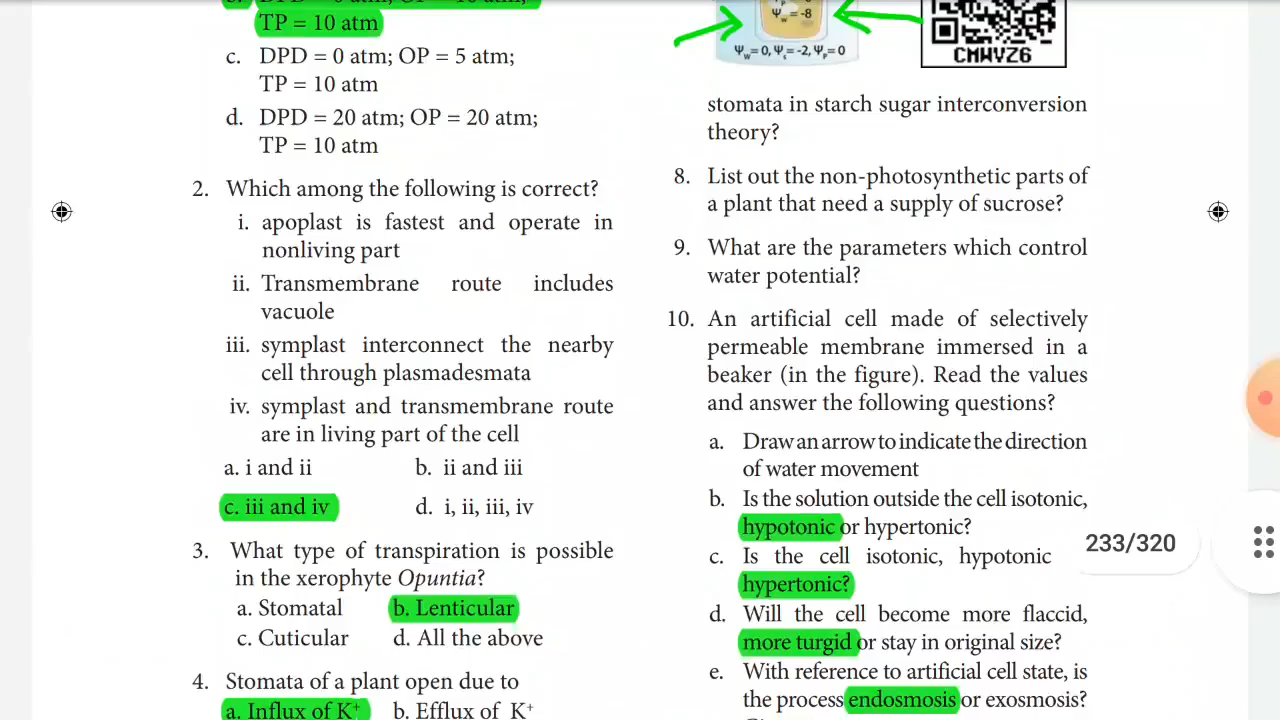 TP = 10 atm
c. DPD = 0 atm; OP = 5 atm;
TP = 10 atm
d. DPD = 20 atm; OP = 20 atm;
TP = 10 atm
2. Which among the following is correct?
i. apoplast is fastest and operate in
nonliving part
ii. Transmembrane route includes
vacuole
iii. symplast interconnect the nearby
cell through plasmadesmata
iv. symplast and transmembrane route
are in living part of the cell
a. i and ii b. ii and iii
c. iii and iv d. i, ii, iii, iv
3. What type of transpiration is possible
in the xerophyte Opuntia?
a. Stomatal b. Lenticular
c. Cuticular d. All the above
4. Stomata of a plant open due to
a. Influx of K⁺ b. Efflux of K⁺
Ψw = -8
Ψw = 0, Ψs = -2, Ψp = 0
CMWVZ6
stomata in starch sugar interconversion
theory?
8. List out the non-photosynthetic parts of
a plant that need a supply of sucrose?
9. What are the parameters which control
water potential?
10. An artificial cell made of selectively
permeable membrane immersed in a
beaker (in the figure). Read the values
and answer the following questions?
a. Draw an arrow to indicate the direction
of water movement
b. Is the solution outside the cell isotonic,
hypotonic or hypertonic?
c. Is the cell isotonic, hypotonic
hypertonic?
d. Will the cell become more flaccid,
more turgid or stay in original size?
e. With reference to artificial cell state, is
the process endosmosis or exosmosis?
233/320